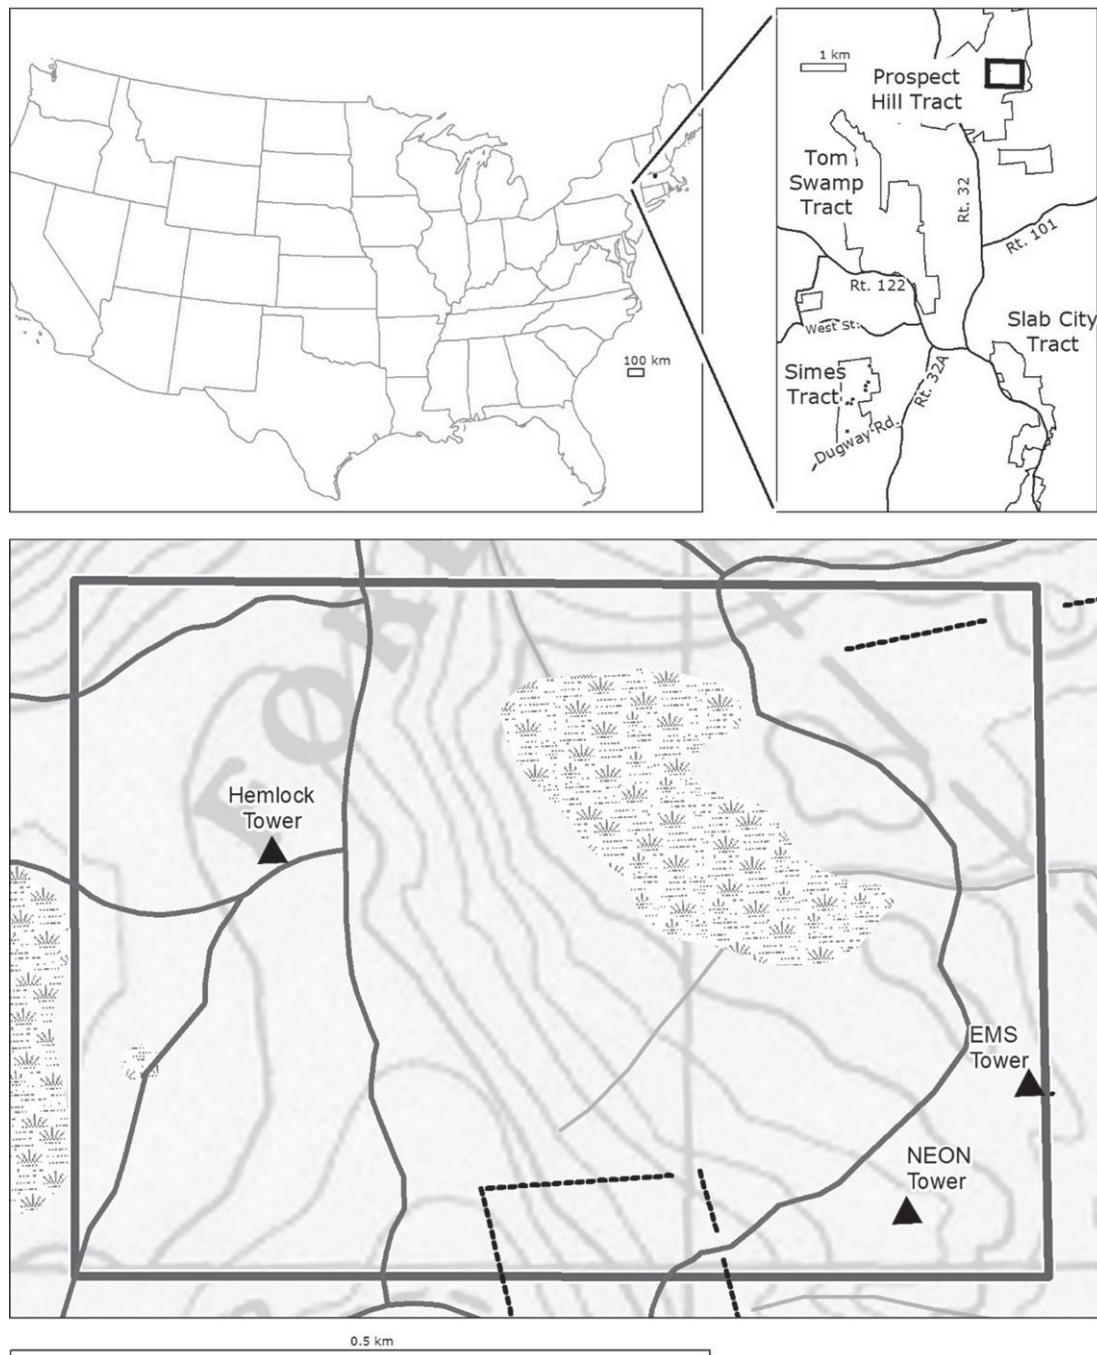 100 km
1 km
Prospect
Hill Tract
Tom
Swamp
Tract
Rt. 32
Rt. 101
Rt. 122
West St.
Slab City
Tract
Simes
Tract
Rt. 32A
Dugway Rd.
Hemlock
Tower
EMS
Tower
NEON
Tower
0.5 km